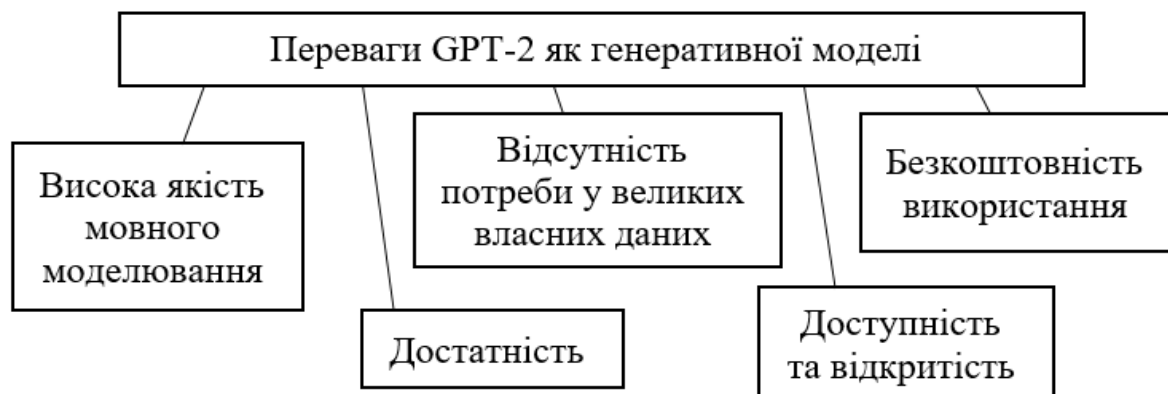 Переваги GPT-2 як генеративної моделі
Висока якість
мовного
моделювання
Достатність
Відсутність
потреби у великих
власних даних
Доступність
та відкритість
Безкоштовність
використання